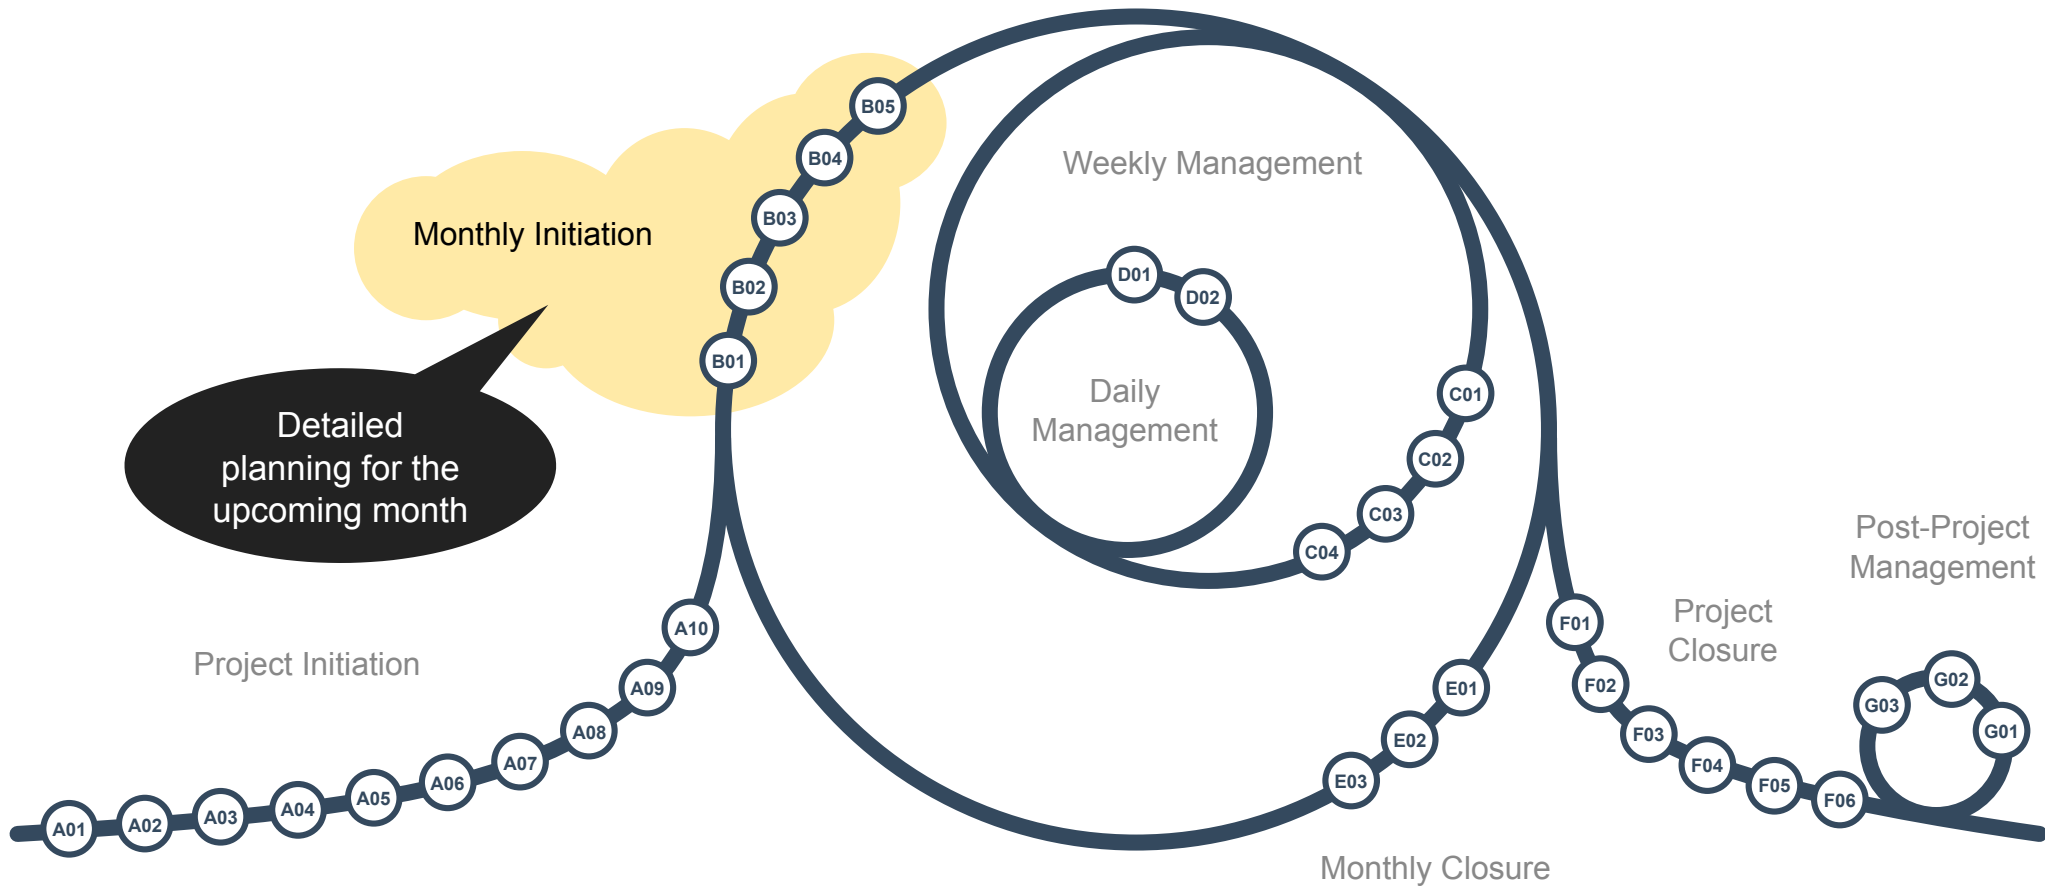 Monthly Initiation
Detailed
planning for the
upcoming month
Project Initiation
A01
A02
A03
A04
A05
A06
A07
A08
A09
A10
B01
B02
B03
B04
B05
Weekly Management
C01
C02
C03
C04
Daily
Management
D01
D02
E01
E02
E03
Monthly Closure
Project
Closure
F01
F02
F03
F04
F05
F06
Post-Project
Management
G01
G02
G03